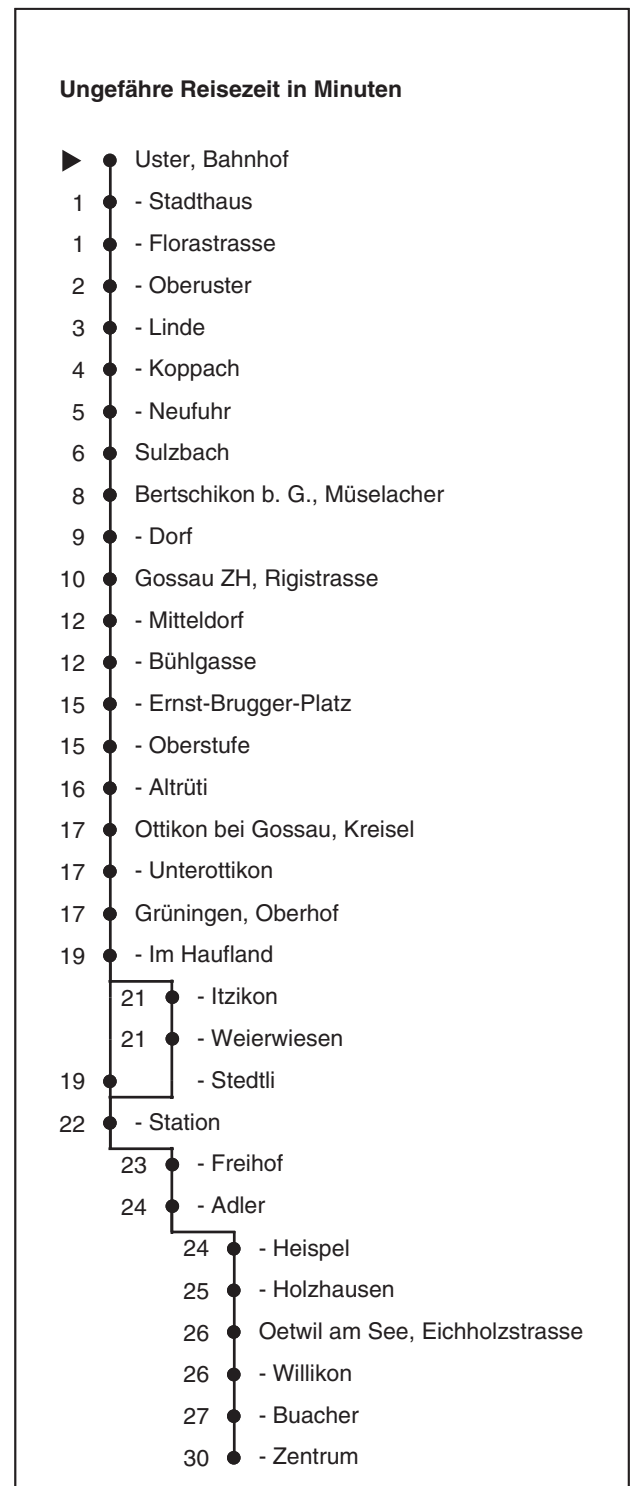 Ungefähre Reisezeit in Minuten
Uster, Bahnhof
1 - Stadthaus
1 - Florastrasse
2 - Oberuster
3 - Linde
4 - Koppach
5 - Neufuhr
6 Sulzbach
8 Bertschikon b. G., Müselacher
9 - Dorf
10 Gossau ZH, Rigistrasse
12 - Mitteldorf
12 - Bühlgasse
15 - Ernst-Brugger-Platz
15 - Oberstufe
16 - Altrüti
17 Ottikon bei Gossau, Kreisel
17 - Unterottikon
17 Grüningen, Oberhof
19 - Im Haufland
21 - Itzikon
21 - Weierwiesen
19 - Stedtli
22 - Station
23 - Freihof
24 - Adler
24 - Heispel
25 - Holzhausen
26 Oetwil am See, Eichholzstrasse
26 - Willikon
27 - Buacher
30 - Zentrum